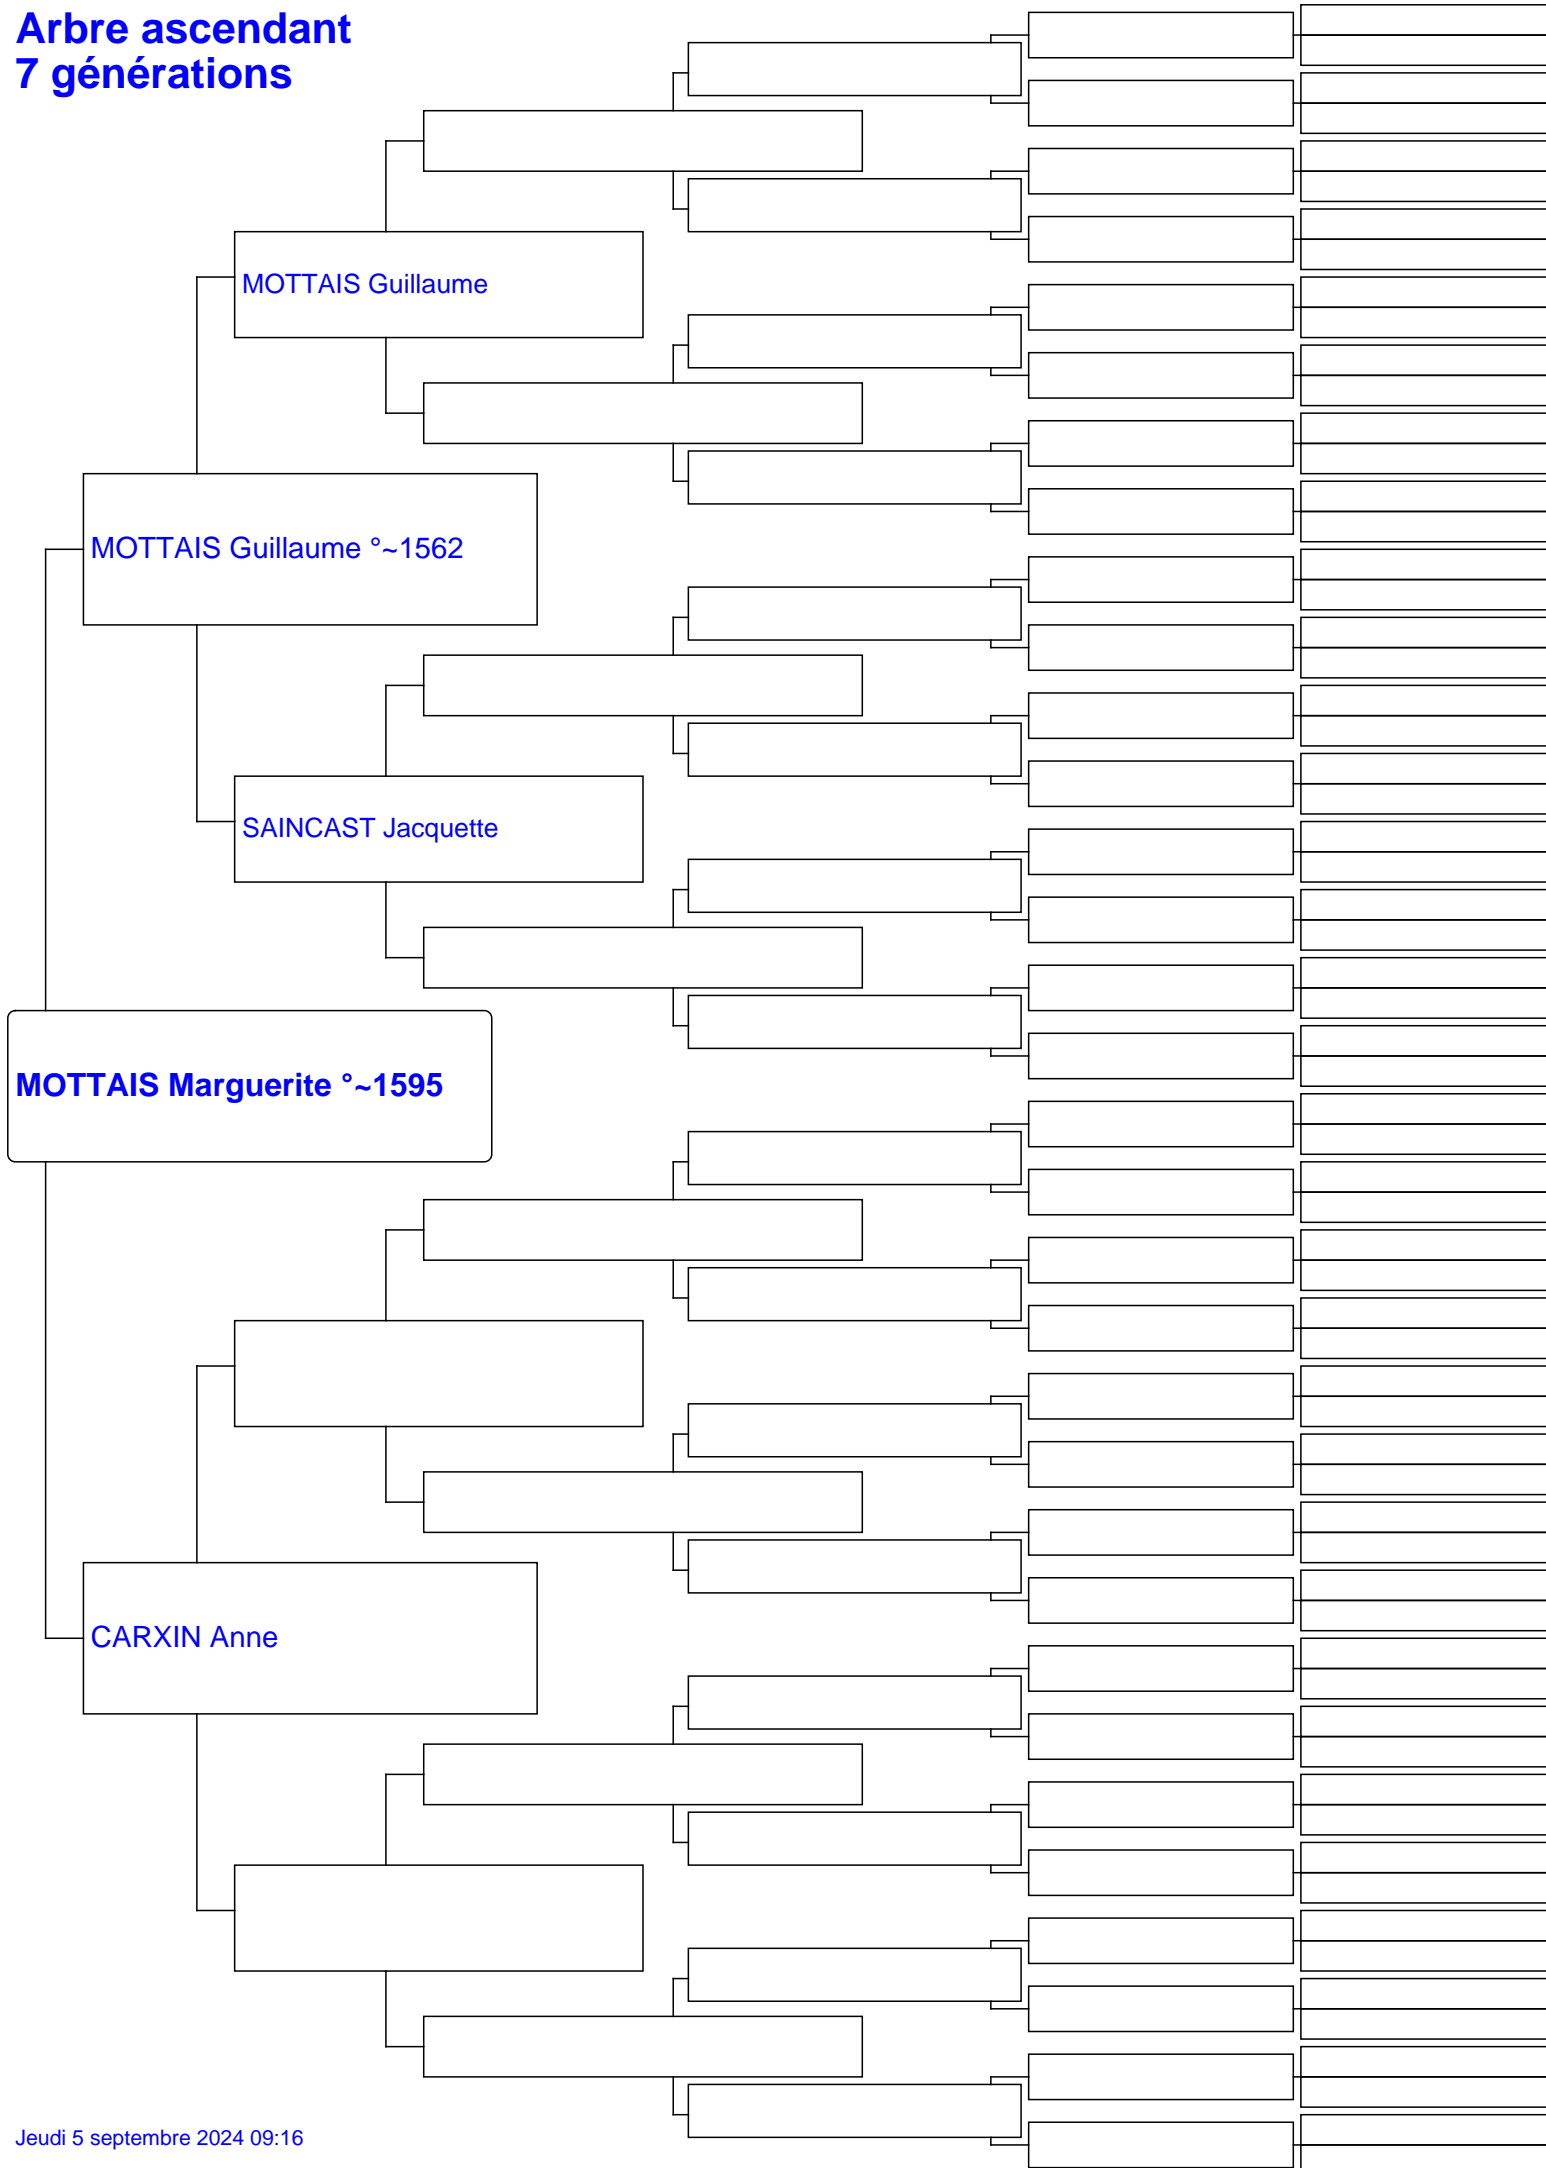 Arbre ascendant
7 générations
MOTTAIS Guillaume
MOTTAIS Guillaume °~1562
SAINCAST Jacquette
MOTTAIS Marguerite °~1595
CARXIN Anne
Jeudi 5 septembre 2024 09:16